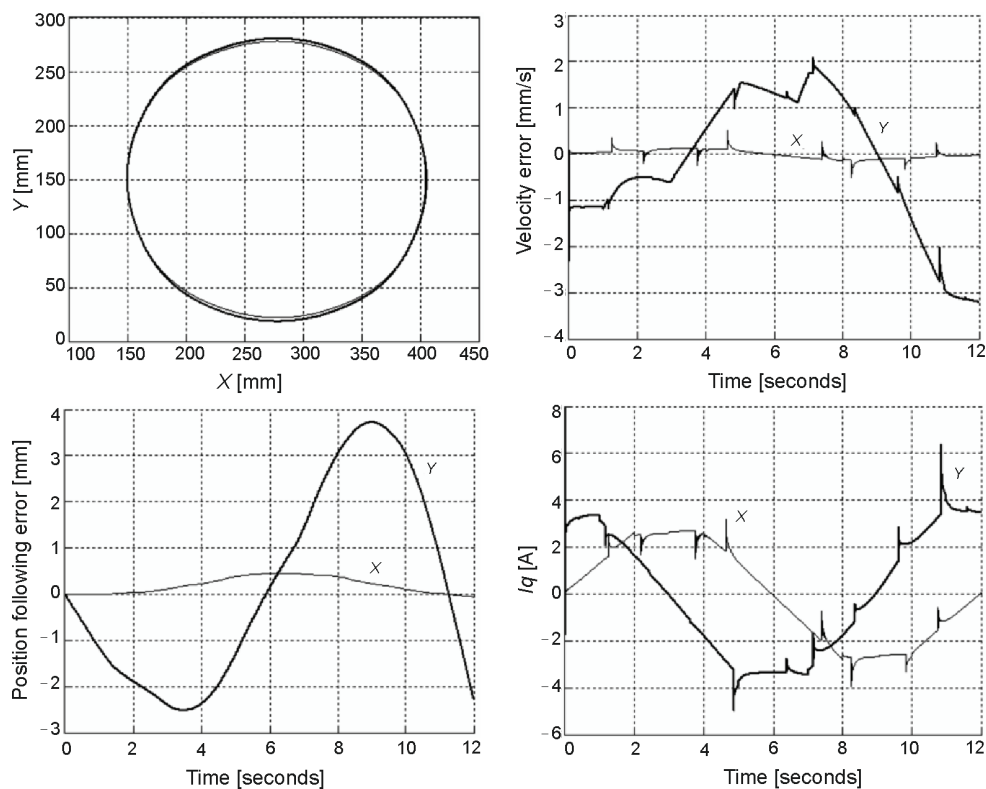 300
250
200
150
100
50
0
100 150 200 250 300 350 400 450
Y [mm]
X [mm]
3
2
1
0
−1
−2
−3
−4
0 2 4 6 8 10 12
Velocity error [mm/s]
X
Y
Time [seconds]
4
3
2
1
0
−1
−2
−3
0 2 4 6 8 10 12
Position following error [mm]
Y
X
Time [seconds]
8
6
4
2
0
−2
−4
−6
0 2 4 6 8 10 12
Iq [A]
X
Y
Time [seconds]